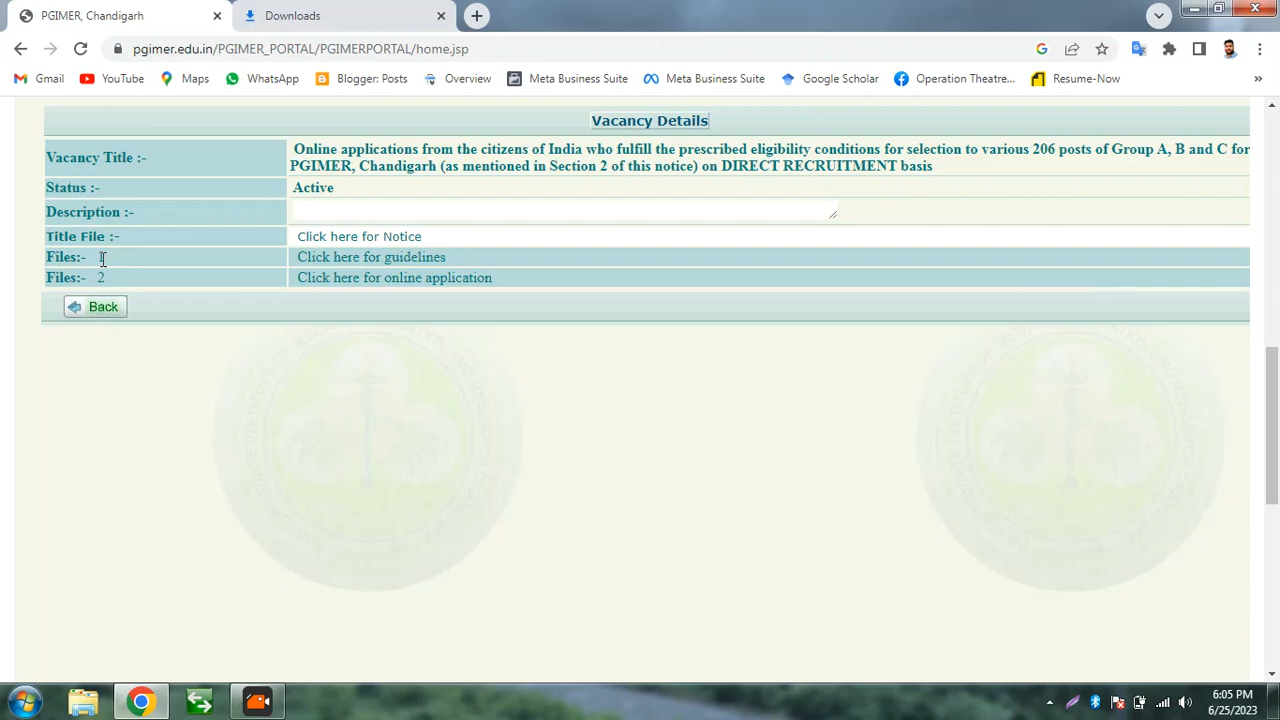 PGIMER, Chandigarh
Downloads
pgimer.edu.in/PGIMER_PORTAL/PGIMERPORTAL/home.jsp
Gmail YouTube Maps WhatsApp Blogger: Posts Overview Meta Business Suite Meta Business Suite Google Scholar Operation Theatre... Resume-Now »
Vacancy Details
Vacancy Title :- Online applications from the citizens of India who fulfill the prescribed eligibility conditions for selection to various 206 posts of Group A, B and C for
PGIMER, Chandigarh (as mentioned in Section 2 of this notice) on DIRECT RECRUITMENT basis
Status :- Active
Description :-
Title File :- Click here for Notice
Files:- 1 Click here for guidelines
Files:- 2 Click here for online application
Back
6:05 PM
6/25/2023